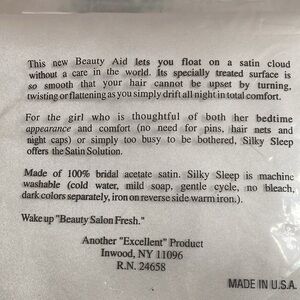 This new Beauty Aid lets you float on a satin cloud
without a care in the world. Its specially treated surface is
so smooth that your hair cannot be upset by turning,
twisting or flattening as you simply drift all night in total comfort.
For the girl who is thoughtful of both her bedtime
appearance and comfort (no need for pins, hair nets and
night caps) or simply too busy to be bothered, Silky Sleep
offers the Satin Solution.
Made of 100% bridal acetate satin. Silky Sleep is machine
washable (cold water, mild soap, gentle cycle, no bleach,
dark colors separately, iron on reverse side warm iron.).
Wake up "Beauty Salon Fresh."
Another "Excellent" Product
Inwood, NY 11096
R.N. 24658
MADE IN U.S.A.